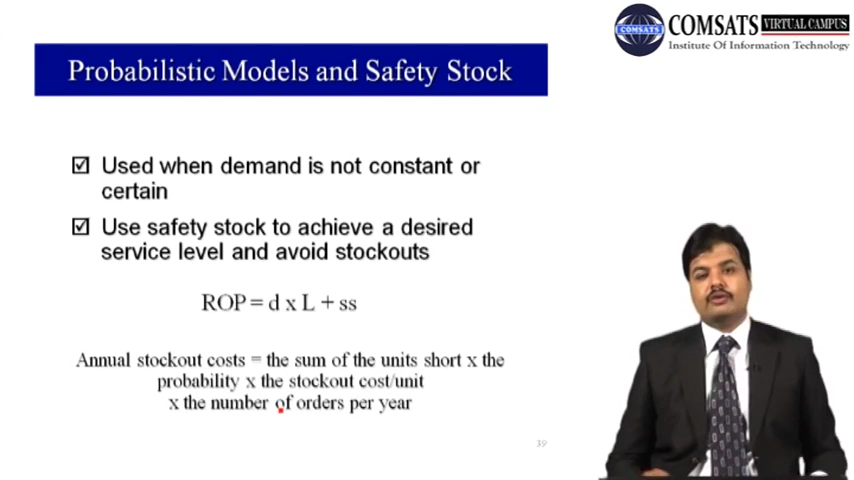 COMSATS VIRTUAL CAMPUS
COMSATS
Institute Of Information Technology
Probabilistic Models and Safety Stock
☑ Used when demand is not constant or
certain
☑ Use safety stock to achieve a desired
service level and avoid stockouts
ROP = d x L + ss
Annual stockout costs = the sum of the units short x the
probability x the stockout cost/unit
x the number of orders per year
39